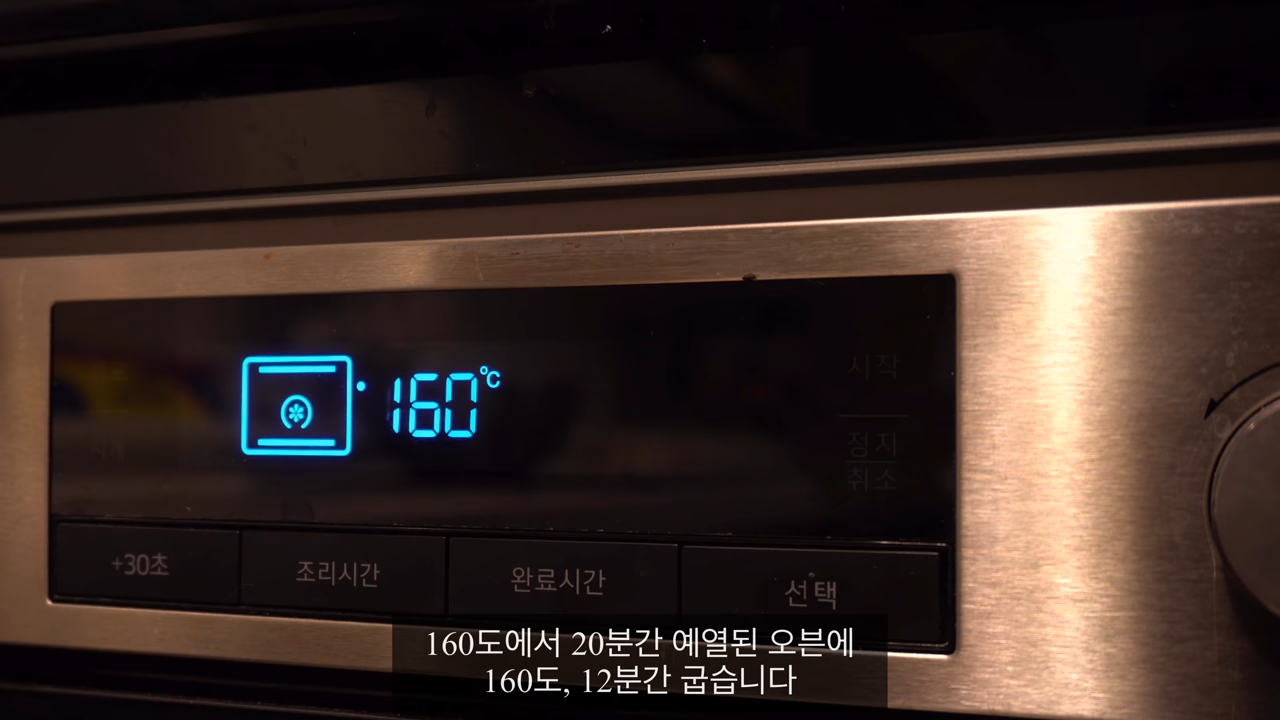 160°C
시작
정지
취소
+30초
조리시간
완료시간
선택
160도에서 20분간 예열된 오븐에
160도, 12분간 굽습니다